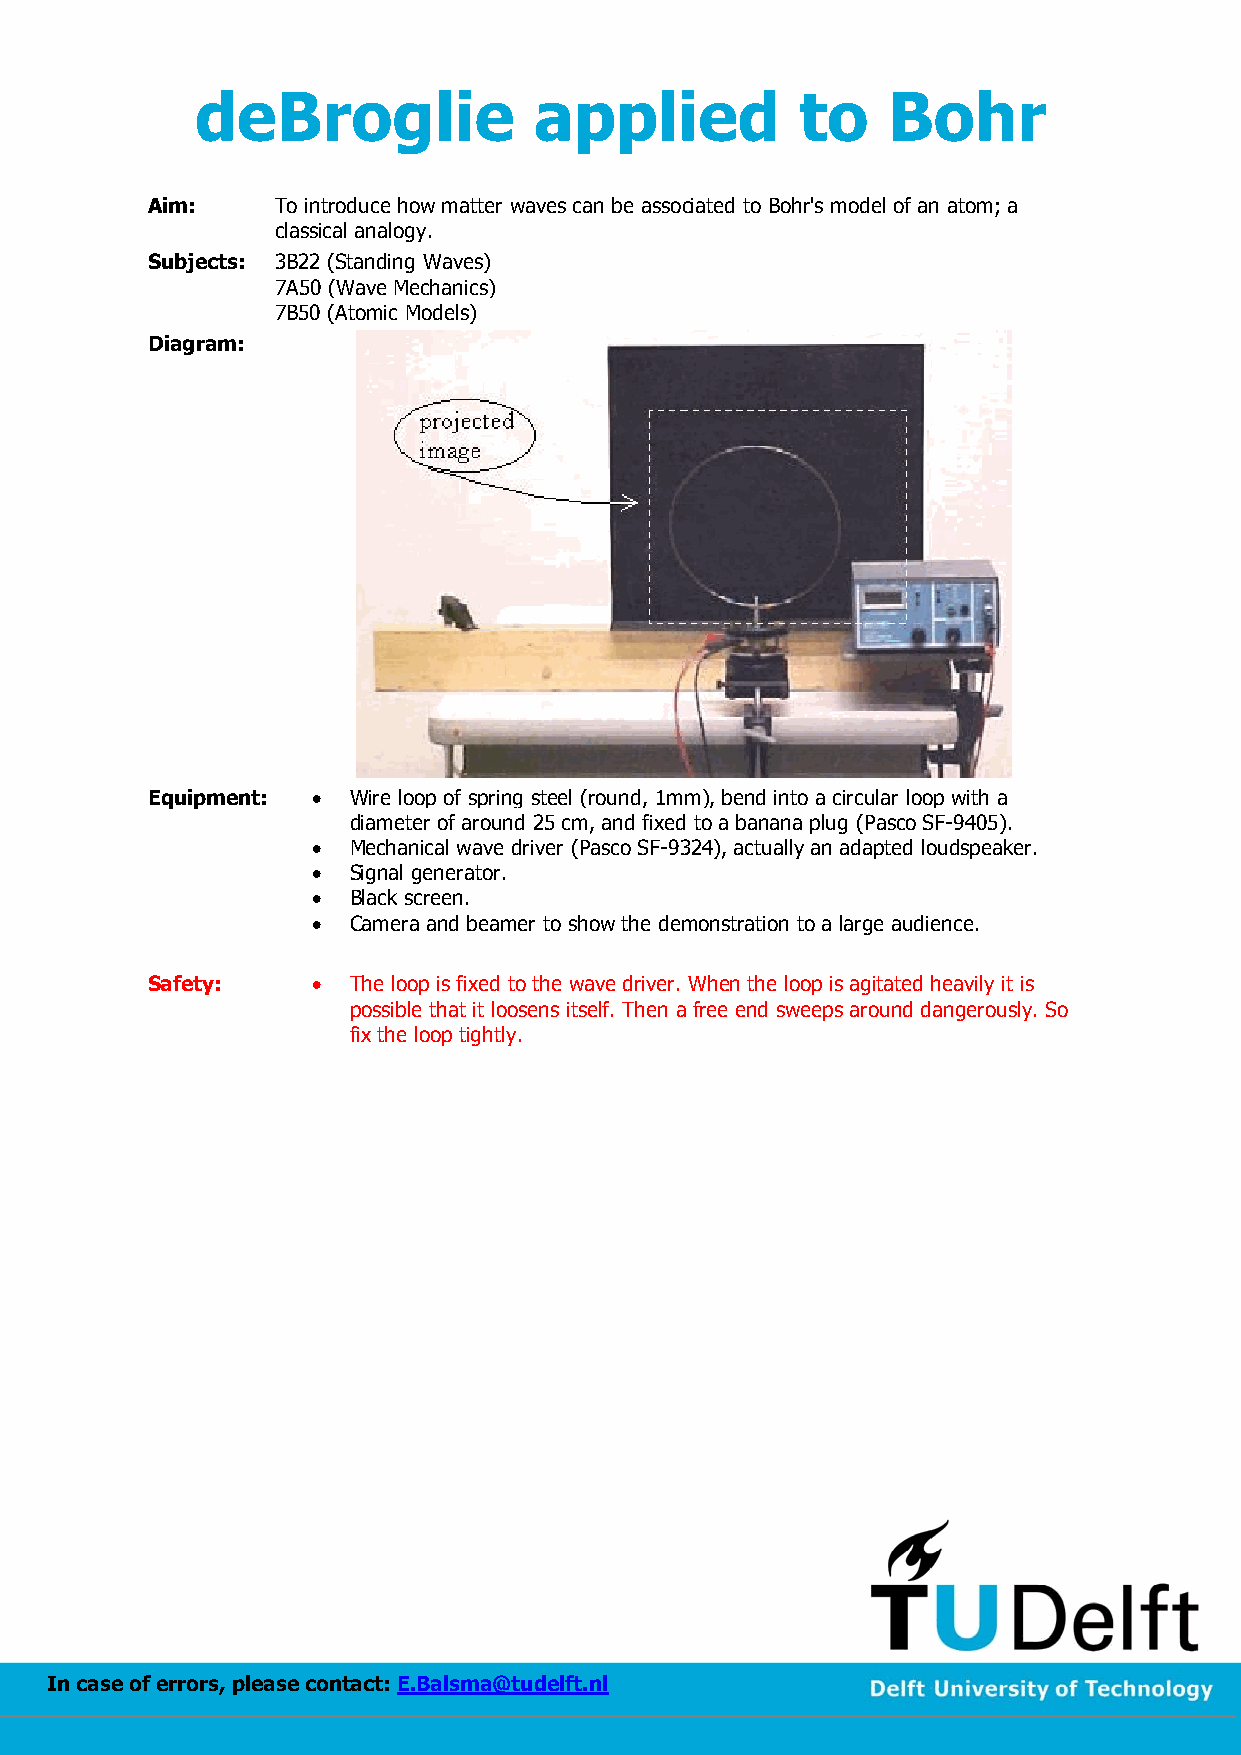 deBroglie applied to Bohr
Aim: To introduce how matter waves can be associated to Bohr's model of an atom; a
classical analogy.
Subjects: 3B22 (Standing Waves)
7A50 (Wave Mechanics)
7B50 (Atomic Models)
Diagram:
projected
image
Equipment: • Wire loop of spring steel (round, 1mm), bend into a circular loop with a
diameter of around 25 cm, and fixed to a banana plug (Pasco SF-9405).
• Mechanical wave driver (Pasco SF-9324), actually an adapted loudspeaker.
• Signal generator.
• Black screen.
• Camera and beamer to show the demonstration to a large audience.
Safety: • The loop is fixed to the wave driver. When the loop is agitated heavily it is
possible that it loosens itself. Then a free end sweeps around dangerously. So
fix the loop tightly.
TUDelft
In case of errors, please contact: E.Balsma@tudelft.nl
Delft University of Technology